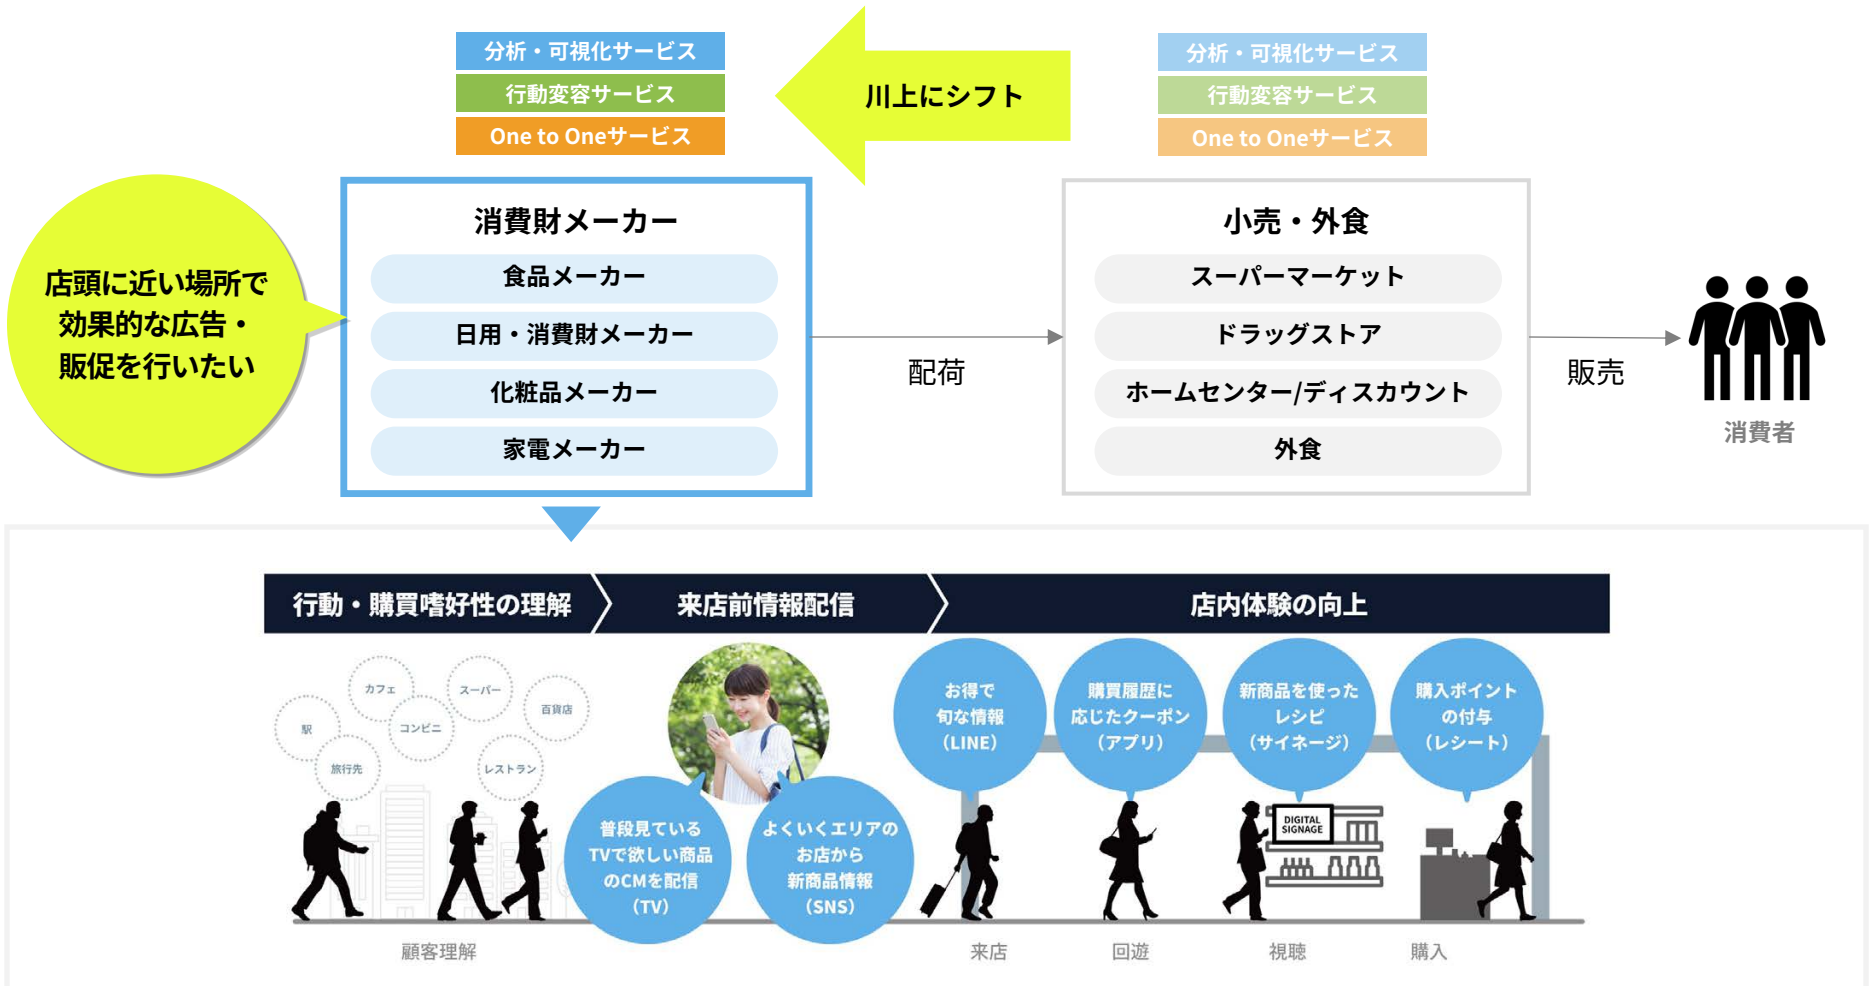 分析・可視化サービス
行動変容サービス
One to Oneサービス
川上にシフト
分析・可視化サービス
行動変容サービス
One to Oneサービス
店頭に近い場所で
効果的な広告・
販促を行いたい
消費財メーカー
食品メーカー
日用・消費財メーカー
化粧品メーカー
家電メーカー
配荷
小売・外食
スーパーマーケット
ドラッグストア
ホームセンター/ディスカウント
外食
販売
消費者
行動・購買嗜好性の理解
来店前情報配信
店内体験の向上
駅
カフェ
コンビニ
スーパー
百貨店
旅行先
レストラン
普段見ている
TVで欲しい商品
のCMを配信
（TV）
よくいくエリアの
お店から
新商品情報
（SNS）
お得で
旬な情報
（LINE）
購買履歴に
応じたクーポン
（アプリ）
新商品を使った
レシピ
（サイネージ）
購入ポイント
の付与
（レシート）
DIGITAL
SIGNAGE
顧客理解
来店
回遊
視聴
購入